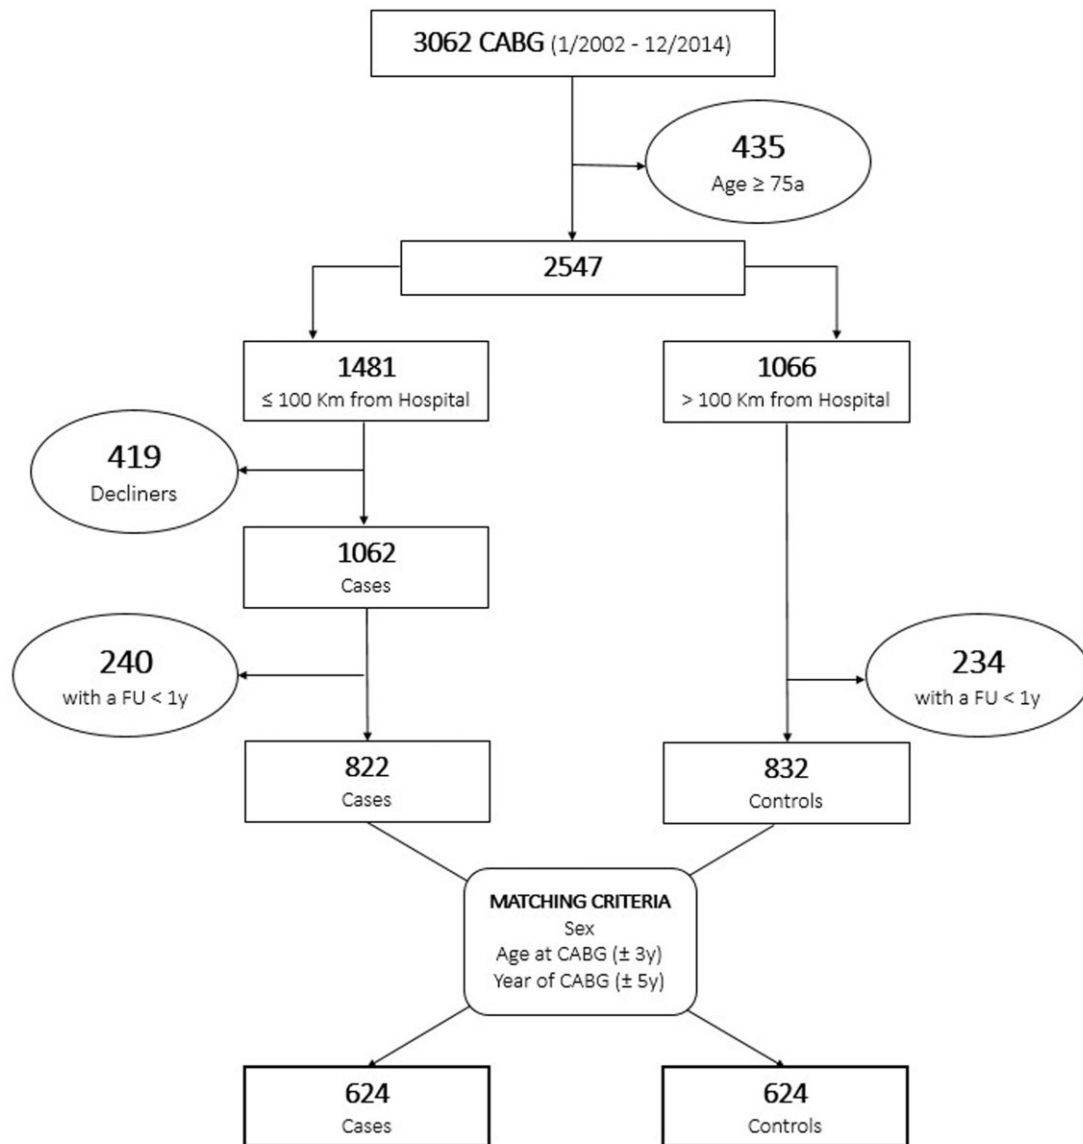 3062 CABG (1/2002 - 12/2014)
435
Age ≥ 75a
2547
1481
≤ 100 Km from Hospital
1066
> 100 Km from Hospital
419
Decliners
1062
Cases
240
with a FU < 1y
234
with a FU < 1y
822
Cases
832
Controls
MATCHING CRITERIA
Sex
Age at CABG (± 3y)
Year of CABG (± 5y)
624
Cases
624
Controls